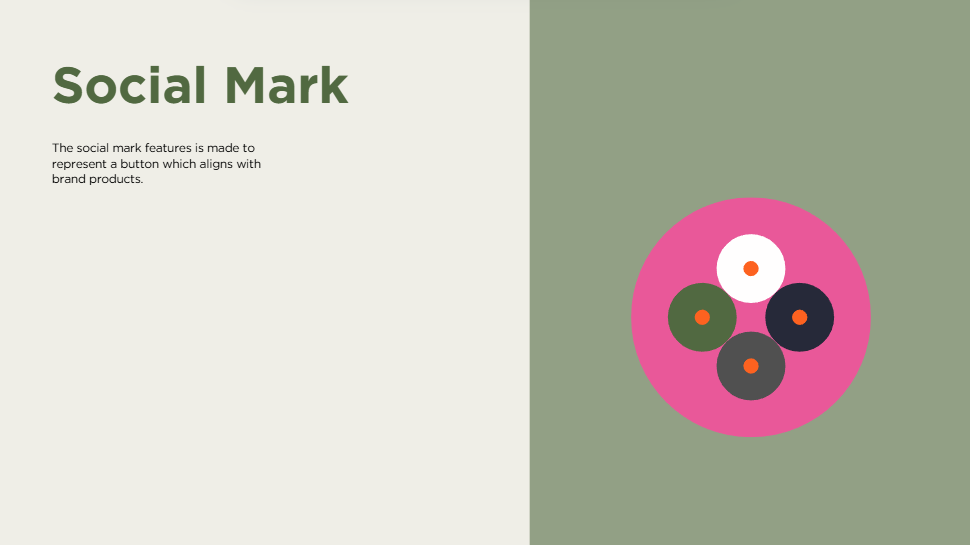 Social Mark
The social mark features is made to
represent a button which aligns with
brand products.